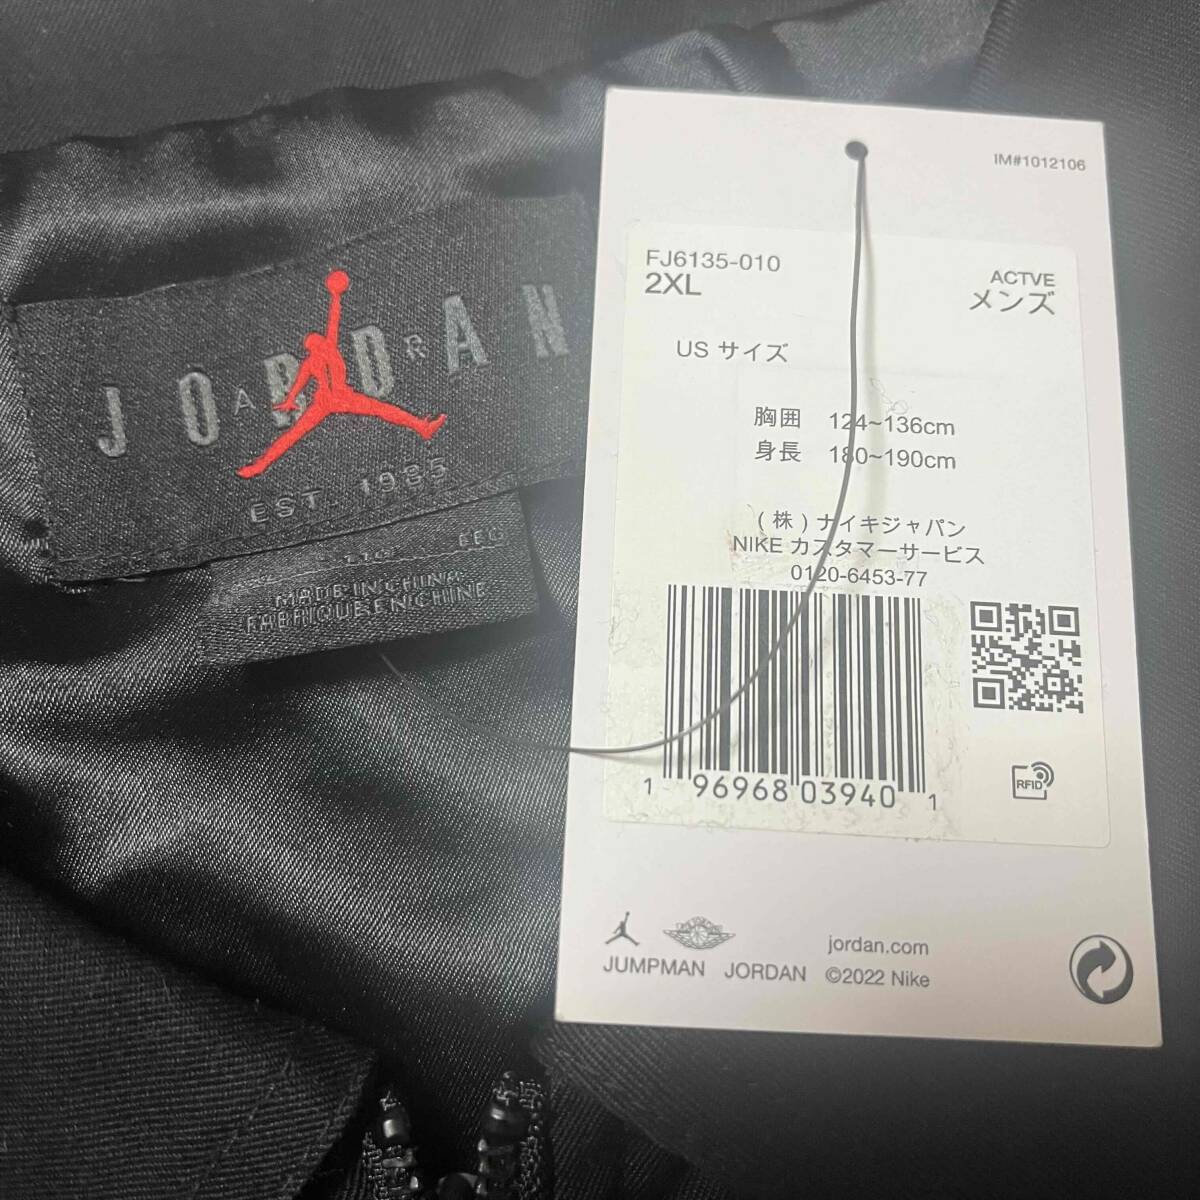 JORDAN
AIR
EST. 1985
MADE IN CHINA
FABRIQUE EN CHINE
IM#1012106
FJ6135-010
2XL
ACTVE
メンズ
US サイズ
胸囲 124~136cm
身長 180~190cm
(株)ナイキジャパン
NIKE カスタマーサービス
0120-6453-77
1 96968 03940 1
RFID
JUMPMAN JORDAN
jordan.com
©2022 Nike